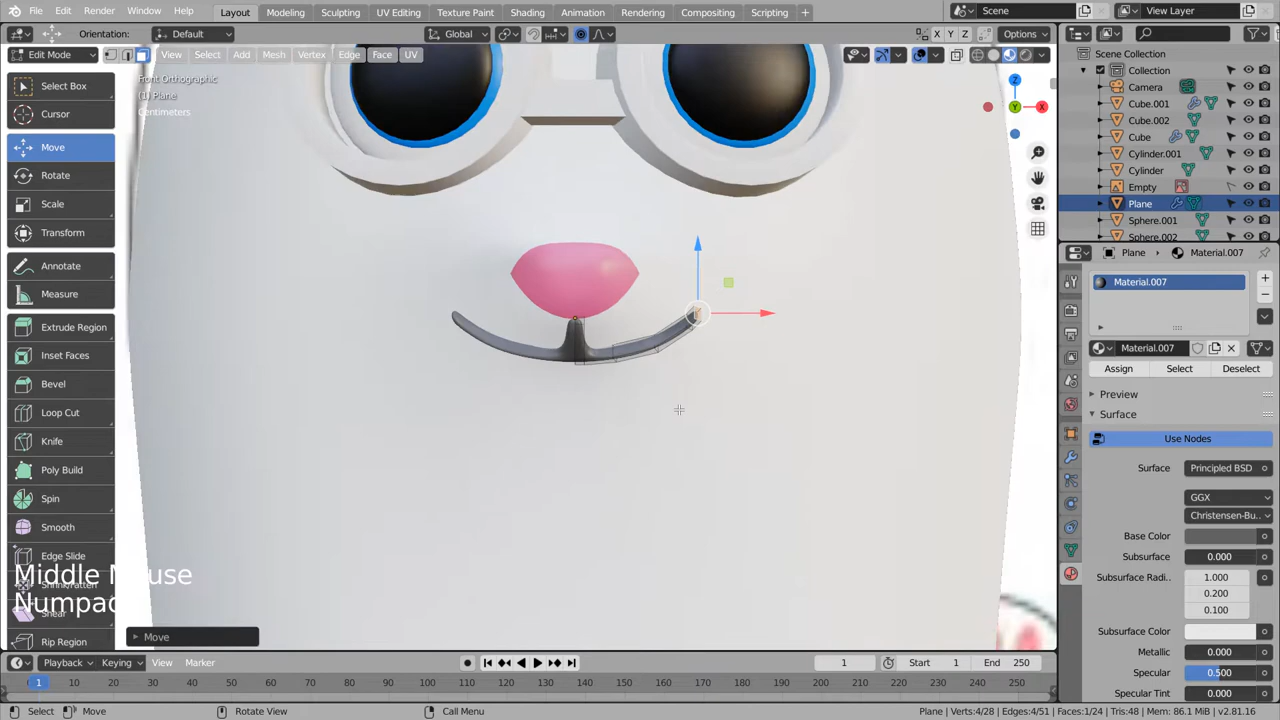 File Edit Render Window Help Layout Modeling Sculpting UV Editing Texture Paint Shading Animation Rendering Compositing Scripting + Scene View Layer
Orientation: Default Global X Y Z Options
Edit Mode View Select Add Mesh Vertex Edge Face UV
Scene Collection
Collection
Camera
Cube.001
Cube.002
Cube
Cylinder.001
Cylinder
Empty
Plane
Sphere.001
Sphere.002
Front Orthographic
(1) Plane
Centimeters
Z
Y
X
Select Box
Cursor
Move
Rotate
Scale
Transform
Annotate
Measure
Extrude Region
Inset Faces
Bevel
Loop Cut
Knife
Poly Build
Spin
Smooth
Edge Slide
Shear
Rip Region
Middle Mouse
Numpad
Move
Plane Material.007
Material.007
Material.007
Assign Select Deselect
Preview
Surface
Use Nodes
Surface Principled BSD
GGX
Christensen-Bu..
Base Color
Subsurface 0.000
Subsurface Radi.. 1.000
0.200
0.100
Subsurface Color
Metallic 0.000
Specular 0.500
Specular Tint 0.000
Playback Keying View Marker 1 Start 1 End 250
1 10 20 30 40 50 60 70 80 90 100 110 120 130 140 150 160 170 180 190 200 210 220 230 240 250
Select Move Rotate View Call Menu Plane | Verts:4/28 | Edges:4/51 | Faces:1/24 | Tris:48 | Mem: 86.1 MiB | v2.81.16